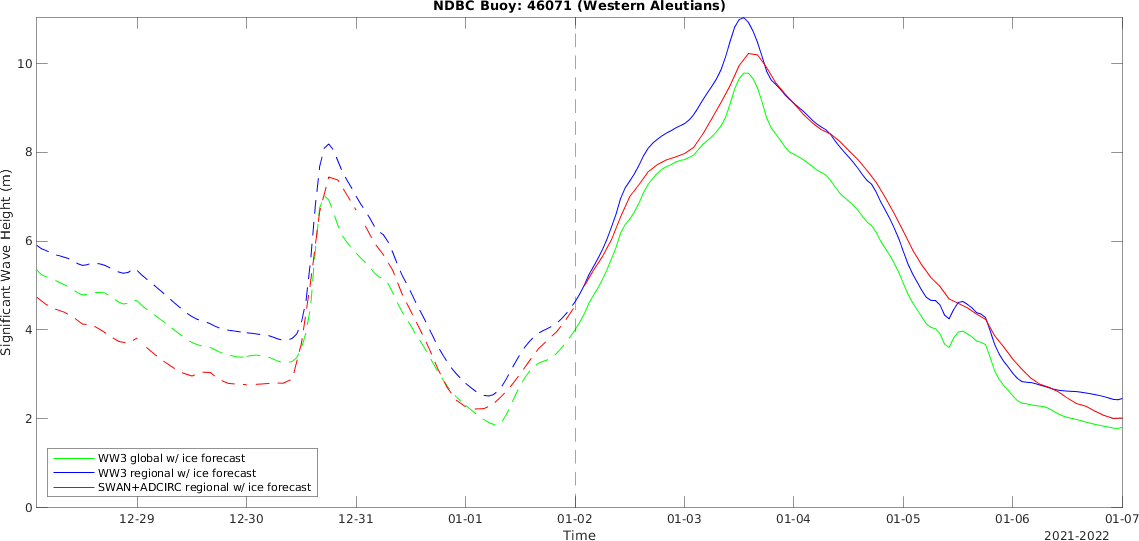 NDBC Buoy: 46071 (Western Aleutians)
Significant Wave Height (m)
10
8
6
4
2
0
WW3 global w/ ice forecast
WW3 regional w/ ice forecast
SWAN+ADCIRC regional w/ ice forecast
12-29 12-30 12-31 01-01 01-02 01-03 01-04 01-05 01-06 01-07
Time
2021-2022